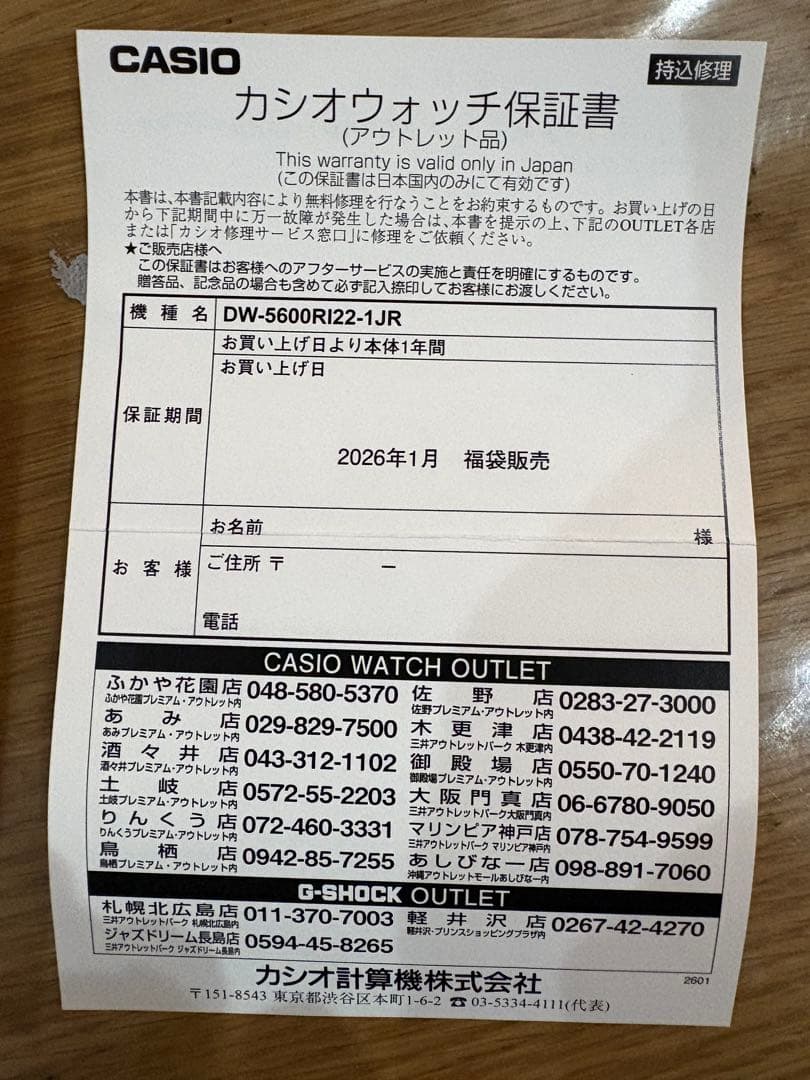 CASIO
持込修理
カシオウォッチ保証書
(アウトレット品)
This warranty is valid only in Japan
(この保証書は日本国内のみにて有効です)
本書は、本書記載内容により無料修理を行なうことをお約束するものです。お買い上げの日
から下記期間中に万一故障が発生した場合は、本書を提示の上、下記のOUTLET各店
または「カシオ修理サービス窓口」に修理をご依頼ください。
★ご販売店様へ
この保証書はお客様へのアフターサービスの実施と責任を明確にするものです。
贈答品、記念品の場合も含めて必ず記入捺印してお客様にお渡しください。
機種名 DW-5600RI22-1JR
保証期間
お買い上げ日より本体1年間
お買い上げ日
2026年1月 福袋販売
お客様
お名前 様
ご住所 〒 －
電話
CASIO WATCH OUTLET
ふかや花園店 048-580-5370
ふかや花園プレミアム・アウトレット内
あみ店 029-829-7500
あみプレミアム・アウトレット内
酒々井店 043-312-1102
酒々井プレミアム・アウトレット内
土岐店 0572-55-2203
土岐プレミアム・アウトレット内
りんくう店 072-460-3331
りんくうプレミアム・アウトレット内
鳥栖店 0942-85-7255
鳥栖プレミアム・アウトレット内
佐野店 0283-27-3000
佐野プレミアム・アウトレット内
木更津店 0438-42-2119
三井アウトレットパーク 木更津内
御殿場店 0550-70-1240
御殿場プレミアム・アウトレット内
大阪門真店 06-6780-9050
三井アウトレットパーク大阪門真内
マリンピア神戸店 078-754-9599
三井アウトレットパーク マリンピア神戸内
あしびなー店 098-891-7060
沖縄アウトレットモールあしびなー内
G-SHOCK OUTLET
札幌北広島店 011-370-7003
三井アウトレットパーク 札幌北広島内
ジャズドリーム長島店 0594-45-8265
三井アウトレットパーク ジャズドリーム長島内
軽井沢店 0267-42-4270
軽井沢・プリンスショッピングプラザ内
カシオ計算機株式会社
2601
〒151-8543 東京都渋谷区本町1-6-2 ☎03-5334-4111(代表)